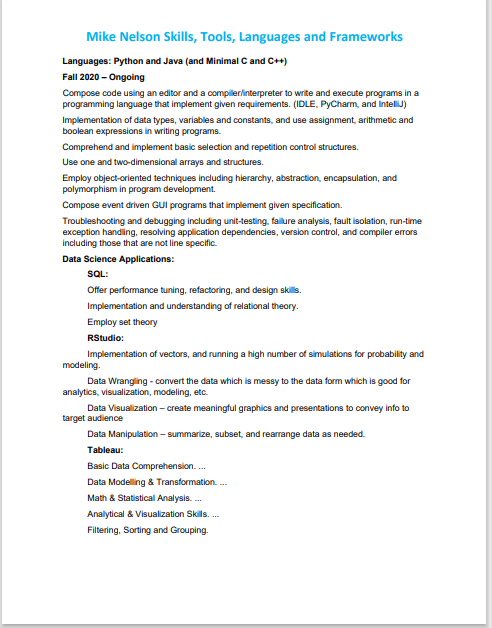 Mike Nelson Skills, Tools, Languages and Frameworks
Languages: Python and Java (and Minimal C and C++)
Fall 2020 – Ongoing
Compose code using an editor and a compiler/interpreter to write and execute programs in a
programming language that implement given requirements. (IDLE, PyCharm, and IntelliJ)
Implementation of data types, variables and constants, and use assignment, arithmetic and
boolean expressions in writing programs.
Comprehend and implement basic selection and repetition control structures.
Use one and two-dimensional arrays and structures.
Employ object-oriented techniques including hierarchy, abstraction, encapsulation, and
polymorphism in program development.
Compose event driven GUI programs that implement given specification.
Troubleshooting and debugging including unit-testing, failure analysis, fault isolation, run-time
exception handling, resolving application dependencies, version control, and compiler errors
including those that are not line specific.
Data Science Applications:
SQL:
Offer performance tuning, refactoring, and design skills.
Implementation and understanding of relational theory.
Employ set theory
RStudio:
Implementation of vectors, and running a high number of simulations for probability and
modeling.
Data Wrangling - convert the data which is messy to the data form which is good for
analytics, visualization, modeling, etc.
Data Visualization – create meaningful graphics and presentations to convey info to
target audience
Data Manipulation – summarize, subset, and rearrange data as needed.
Tableau:
Basic Data Comprehension. ...
Data Modelling & Transformation. ...
Math & Statistical Analysis. ...
Analytical & Visualization Skills. ...
Filtering, Sorting and Grouping.